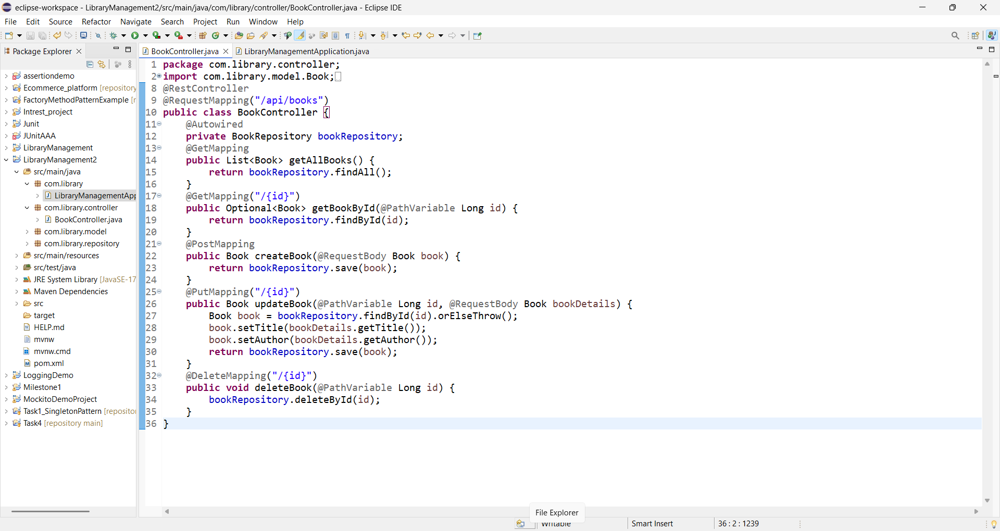 eclipse-workspace - LibraryManagement2/src/main/java/com/library/controller/BookController.java - Eclipse IDE
File Edit Source Refactor Navigate Search Project Run Window Help
Package Explorer
assertiondemo
Ecommerce_platform [repository
FactoryMethodPatternExample [r
Intrest_project
Junit
JUnitAAA
LibraryManagement
LibraryManagement2
src/main/java
com.library
LibraryManagementApp
com.library.controller
BookController.java
com.library.model
com.library.repository
src/main/resources
src/test/java
JRE System Library [JavaSE-17
Maven Dependencies
src
target
HELP.md
mvnw
mvnw.cmd
pom.xml
LoggingDemo
Milestone1
MockitoDemoProject
Task1_SingletonPattern [reposito
Task4 [repository main]
BookController.java LibraryManagementApplication.java
1 package com.library.controller;
2 import com.library.model.Book;
8 @RestController
9 @RequestMapping("/api/books")
10 public class BookController {
11     @Autowired
12     private BookRepository bookRepository;
13     @GetMapping
14     public List<Book> getAllBooks() {
15         return bookRepository.findAll();
16     }
17     @GetMapping("/{id}")
18     public Optional<Book> getBookById(@PathVariable Long id) {
19         return bookRepository.findById(id);
20     }
21     @PostMapping
22     public Book createBook(@RequestBody Book book) {
23         return bookRepository.save(book);
24     }
25     @PutMapping("/{id}")
26     public Book updateBook(@PathVariable Long id, @RequestBody Book bookDetails) {
27         Book book = bookRepository.findById(id).orElseThrow();
28         book.setTitle(bookDetails.getTitle());
29         book.setAuthor(bookDetails.getAuthor());
30         return bookRepository.save(book);
31     }
32     @DeleteMapping("/{id}")
33     public void deleteBook(@PathVariable Long id) {
34         bookRepository.deleteById(id);
35     }
36 }
File Explorer
Writable Smart Insert 36 : 2 : 1239